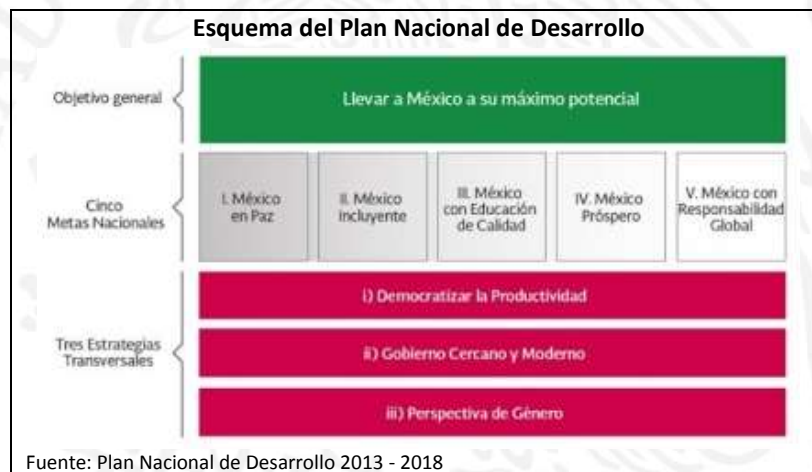 Esquema del Plan Nacional de Desarrollo
Objetivo general
Llevar a México a su máximo potencial
Cinco
Metas Nacionales
I. México
en Paz
II. México
Incluyente
III. México
con Educación
de Calidad
IV. México
Próspero
V. México con
Responsabilidad
Global
Tres Estrategias
Transversales
i) Democratizar la Productividad
ii) Gobierno Cercano y Moderno
iii) Perspectiva de Género
Fuente: Plan Nacional de Desarrollo 2013 - 2018